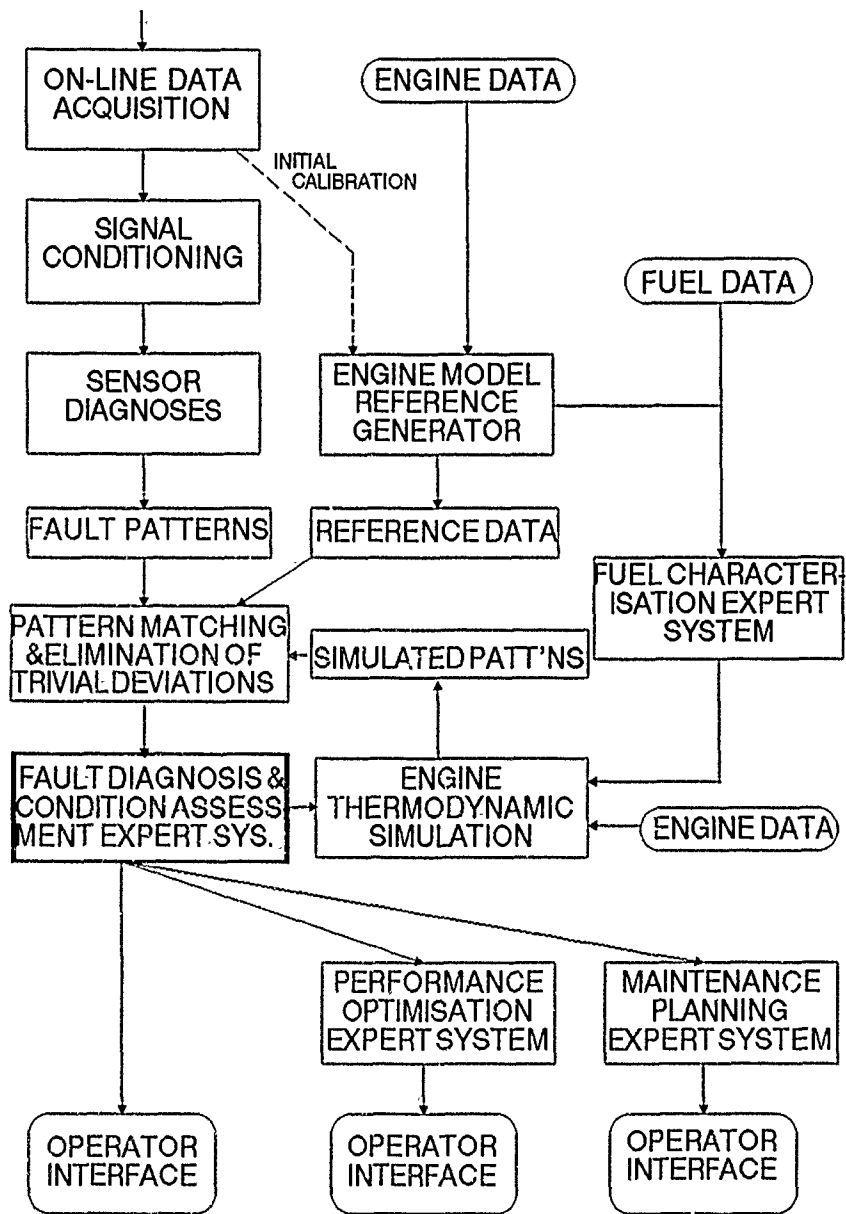 ON-LINE DATA
ACQUISITION
ENGINE DATA
INITIAL
CALIBRATION
SIGNAL
CONDITIONING
FUEL DATA
SENSOR
DIAGNOSES
ENGINE MODEL
REFERENCE
GENERATOR
FAULT PATTERNS
REFERENCE DATA
FUEL CHARACTER-
ISATION EXPERT
SYSTEM
PATTERN MATCHING
&ELIMINATION OF
TRIVIAL DEVIATIONS
SIMULATED PATT'NS
FAULT DIAGNOSIS &
CONDITION ASSESS
MENT EXPERT SYS.
ENGINE
THERMODYNAMIC
SIMULATION
ENGINE DATA
PERFORMANCE
OPTIMISATION
EXPERT SYSTEM
MAINTENANCE
PLANNING
EXPERT SYSTEM
OPERATOR
INTERFACE
OPERATOR
INTERFACE
OPERATOR
INTERFACE